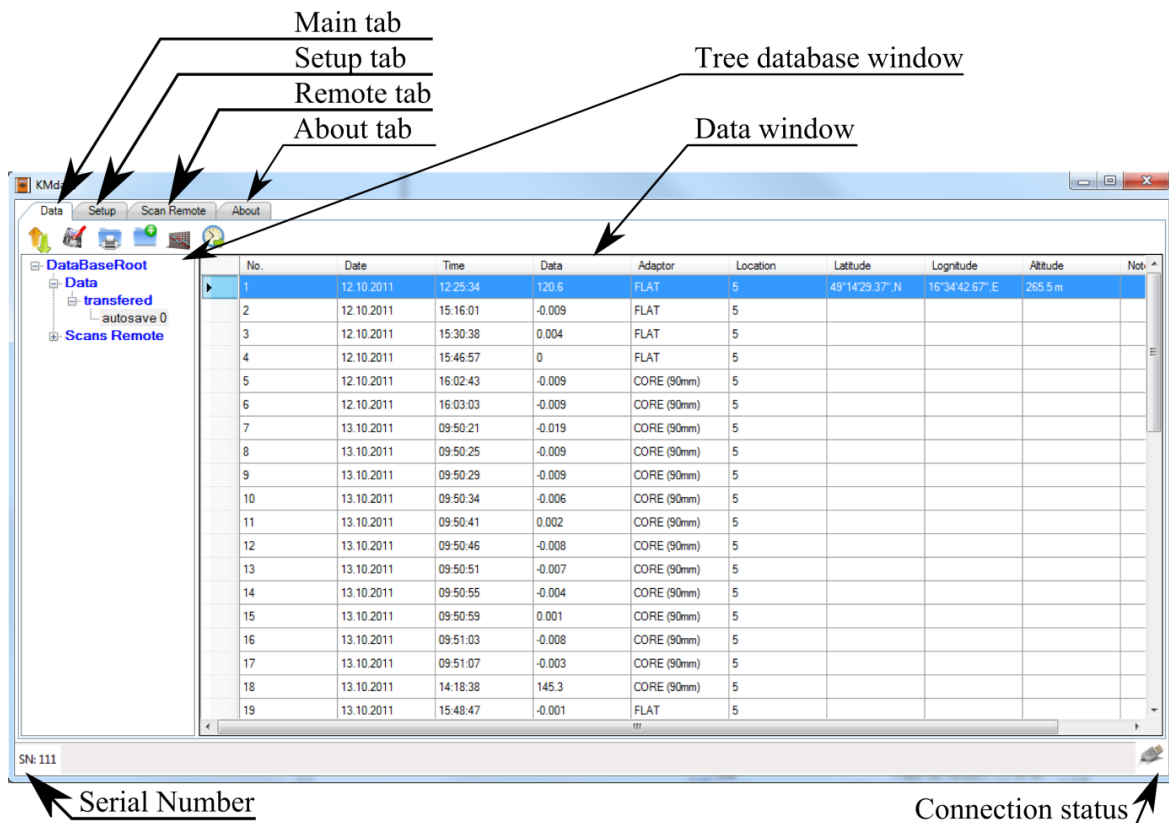 Main tab
Setup tab
Tree database window
Remote tab
About tab
Data window
KMda
Data Setup Scan Remote About
DataBaseRoot
Data
transfered
autosave 0
Scans Remote
No. Date Time Data Adaptor Location Latitude Lognitude Altitude Note
1 12.10.2011 12:25:34 120.6 FLAT 5 49°14'29.37",N 16°34'42.67",E 265.5 m
2 12.10.2011 15:16:01 -0.009 FLAT 5
3 12.10.2011 15:30:38 0.004 FLAT 5
4 12.10.2011 15:46:57 0 FLAT 5
5 12.10.2011 16:02:43 -0.009 CORE (90mm) 5
6 12.10.2011 16:03:03 -0.009 CORE (90mm) 5
7 13.10.2011 09:50:21 -0.019 CORE (90mm) 5
8 13.10.2011 09:50:25 -0.009 CORE (90mm) 5
9 13.10.2011 09:50:29 -0.009 CORE (90mm) 5
10 13.10.2011 09:50:34 -0.006 CORE (90mm) 5
11 13.10.2011 09:50:41 0.002 CORE (90mm) 5
12 13.10.2011 09:50:46 -0.008 CORE (90mm) 5
13 13.10.2011 09:50:51 -0.007 CORE (90mm) 5
14 13.10.2011 09:50:55 -0.004 CORE (90mm) 5
15 13.10.2011 09:50:59 0.001 CORE (90mm) 5
16 13.10.2011 09:51:03 -0.008 CORE (90mm) 5
17 13.10.2011 09:51:07 -0.003 CORE (90mm) 5
18 13.10.2011 14:18:38 145.3 CORE (90mm) 5
19 13.10.2011 15:48:47 -0.001 FLAT 5
SN: 111
Serial Number
Connection status